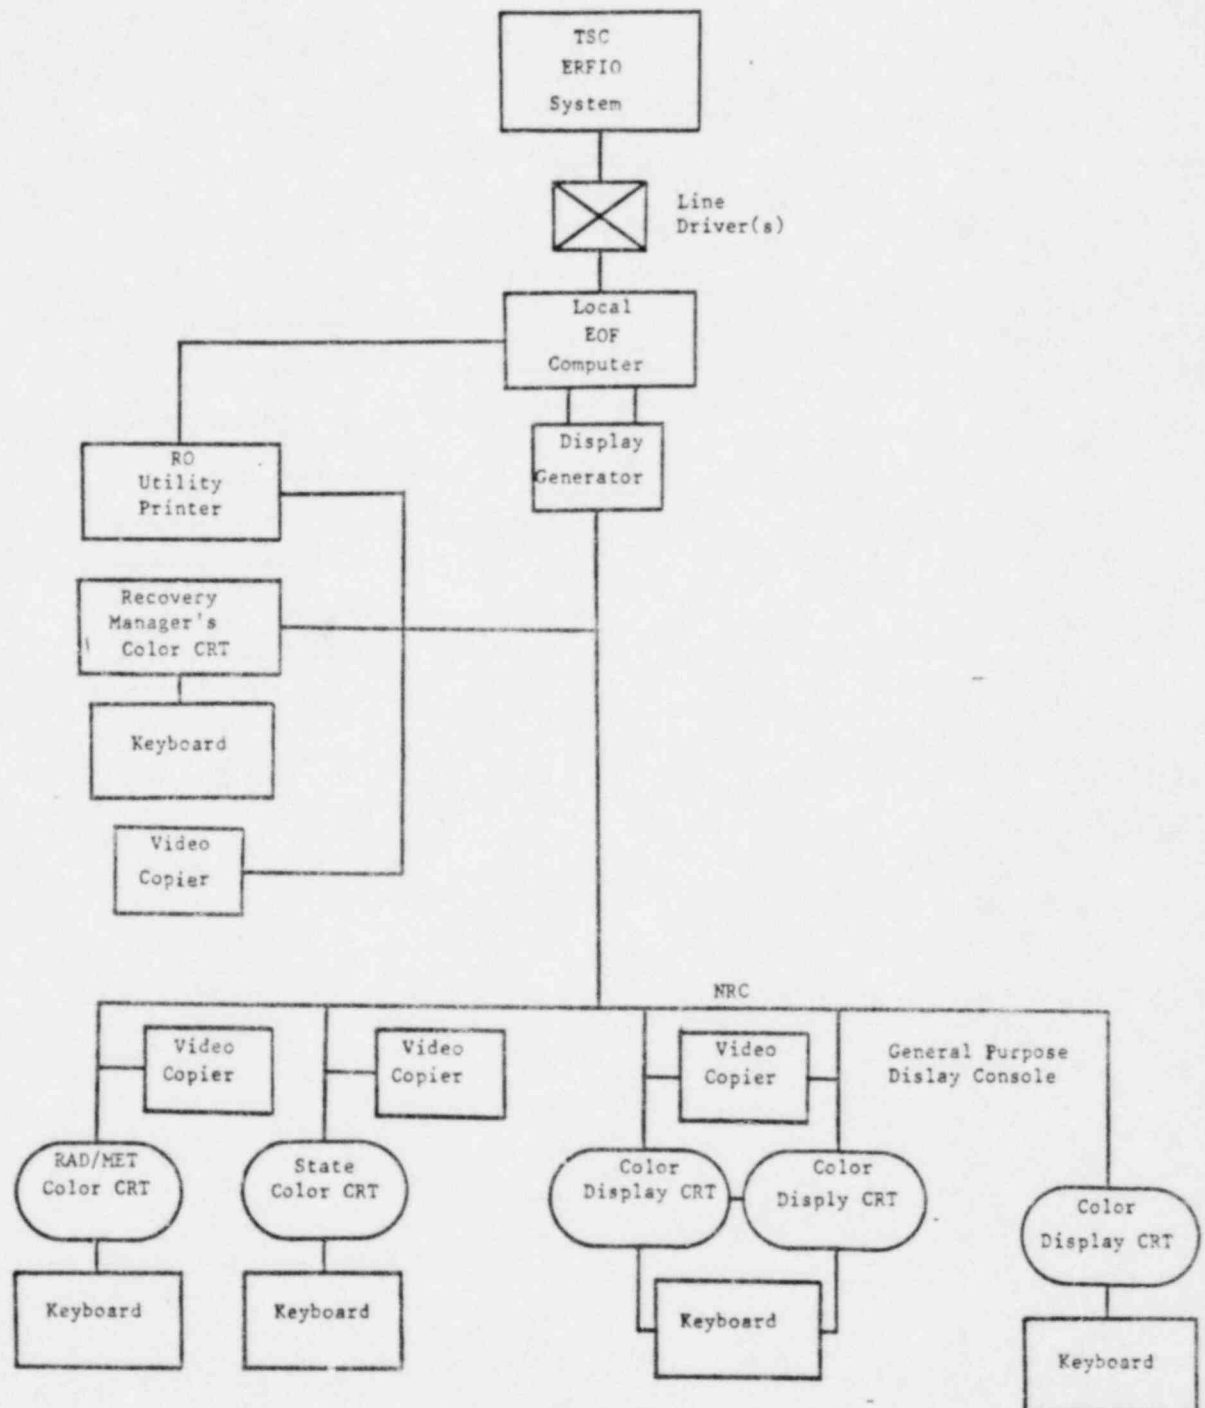 TSC
ERFIO
System
Line
Driver(s)
Local
EOF
Computer
Display
Generator
RO
Utility
Printer
Recovery
Manager's
Color CRT
Keyboard
Video
Copier
NRC
Video
Copier
Video
Copier
Video
Copier
General Purpose
Dislay Console
RAD/MET
Color CRT
State
Color CRT
Color
Display CRT
Color
Disply CRT
Color
Display CRT
Keyboard
Keyboard
Keyboard
Keyboard